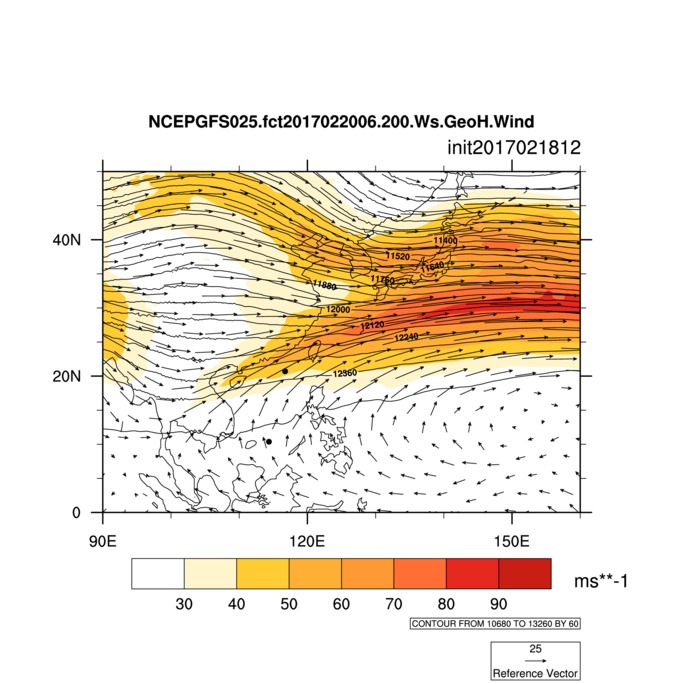 NCEPGFS025.fct2017022006.200.Ws.GeoH.Wind
init2017021812
40N
20N
0
90E 120E 150E
11400
11520
11640
11760
11880
12000
12120
12240
12360
30 40 50 60 70 80 90
ms**-1
CONTOUR FROM 10680 TO 13260 BY 60
25
Reference Vector